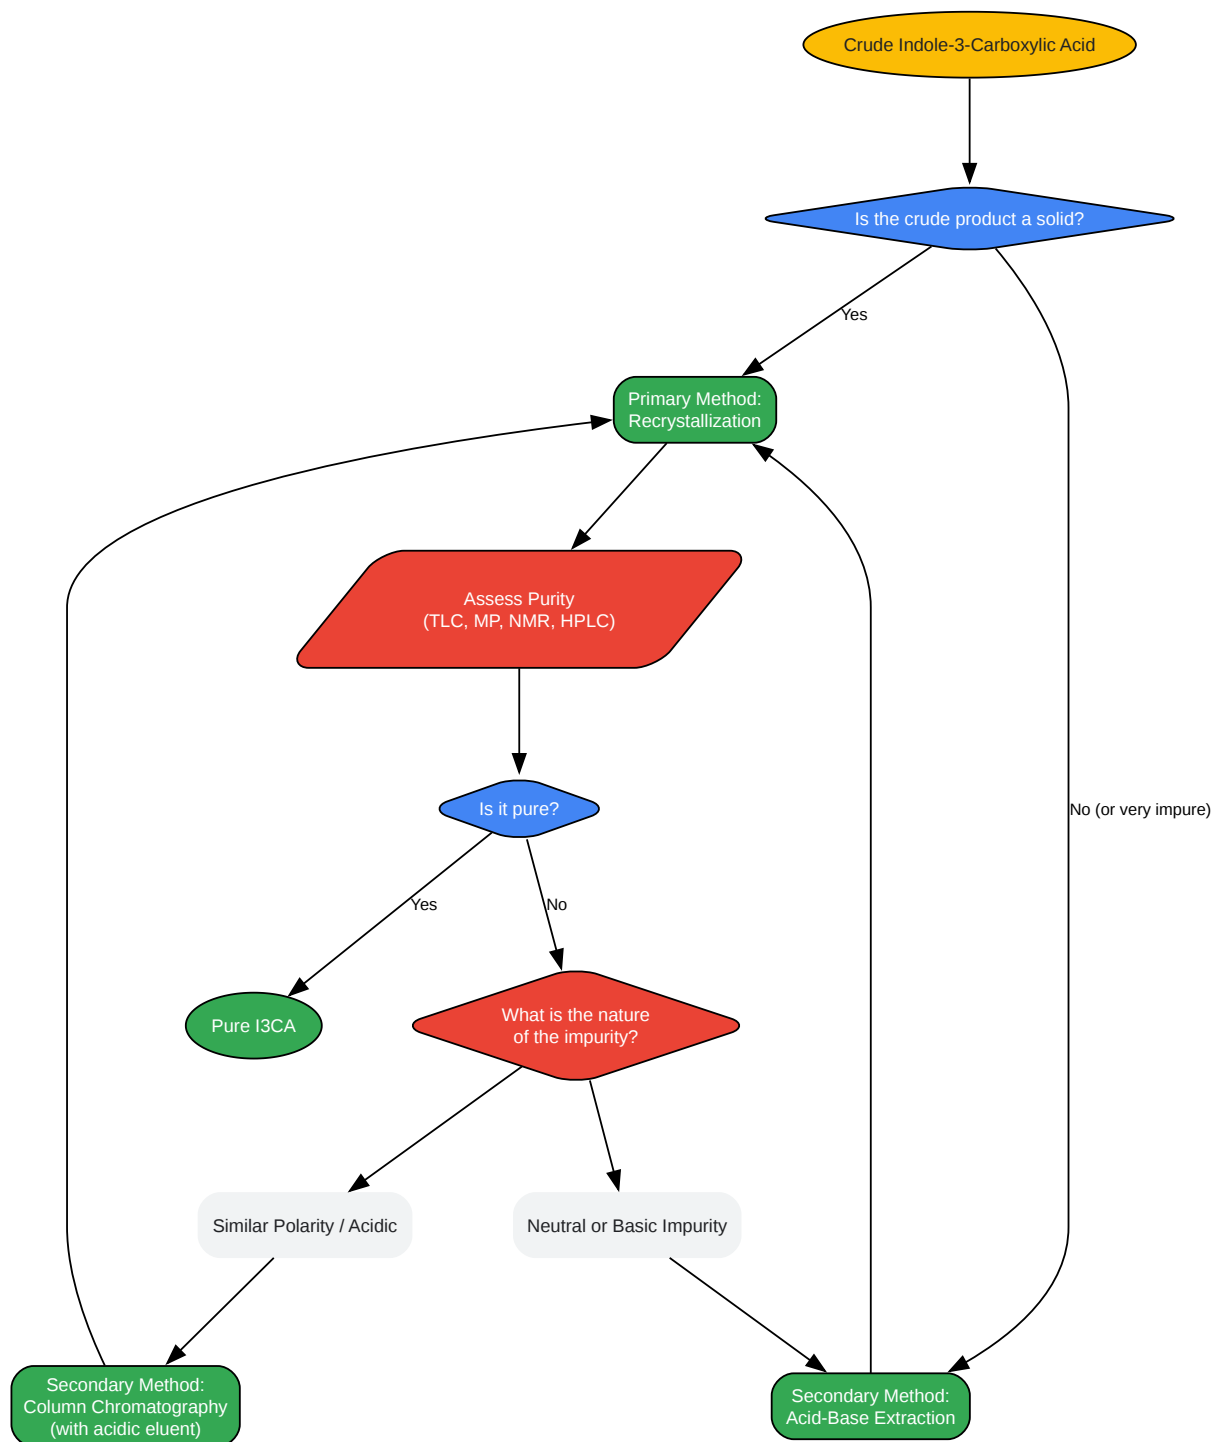 Crude Indole-3-Carboxylic Acid
Is the crude product a solid?
Yes
Primary Method:
Recrystallization
Assess Purity
(TLC, MP, NMR, HPLC)
Is it pure?
No (or very impure)
Yes
No
Pure I3CA
What is the nature
of the impurity?
Similar Polarity / Acidic
Neutral or Basic Impurity
Secondary Method:
Column Chromatography
(with acidic eluent)
Secondary Method:
Acid-Base Extraction